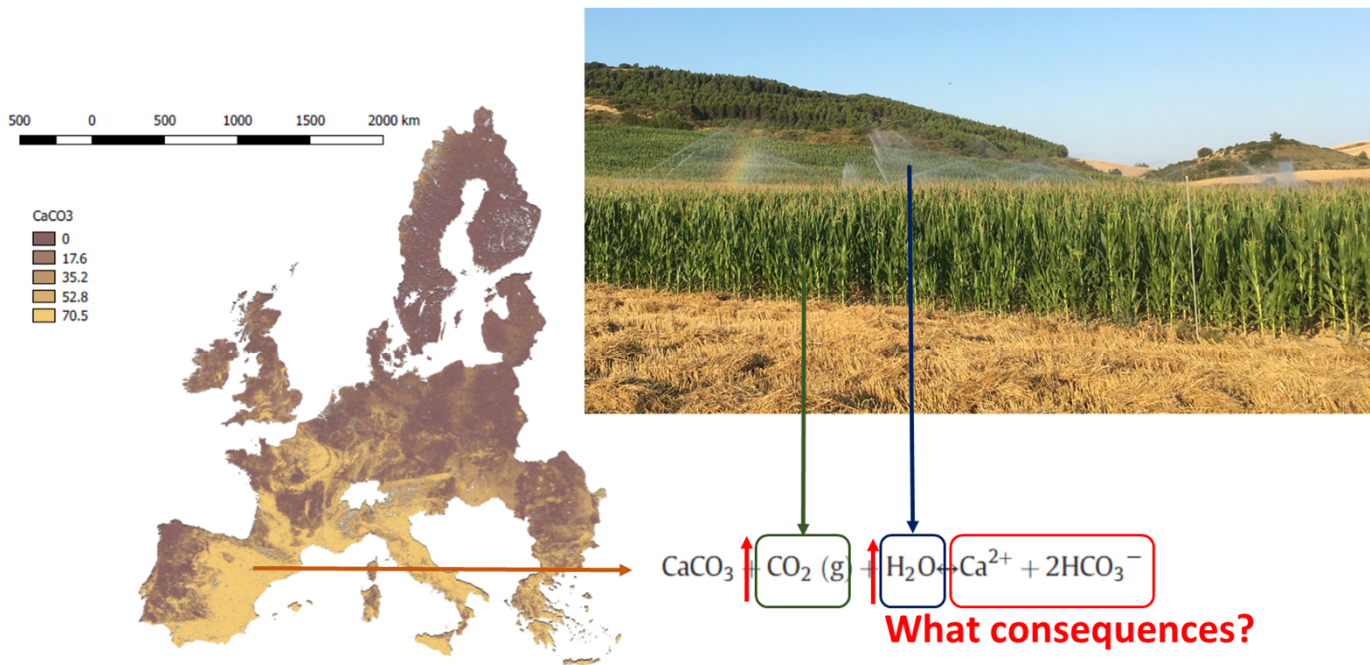 500 0 500 1000 1500 2000 km
CaCO3
0
17.6
35.2
52.8
70.5
CaCO₃ + CO₂ (g) + H₂O ↔ Ca²⁺ + 2HCO₃⁻
What consequences?